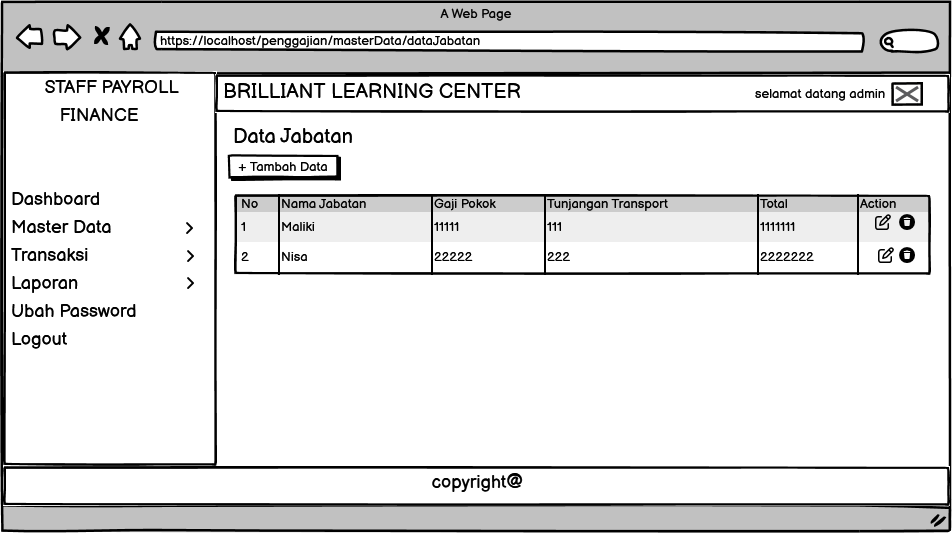 A Web Page
https://localhost/penggajian/masterData/dataJabatan
STAFF PAYROLL
FINANCE
Dashboard
Master Data
Transaksi
Laporan
Ubah Password
Logout
BRILLIANT LEARNING CENTER
selamat datang admin
Data Jabatan
+ Tambah Data
No Nama Jabatan Gaji Pokok Tunjangan Transport Total Action
1 Maliki 11111 111 1111111
2 Nisa 22222 222 2222222
copyright@